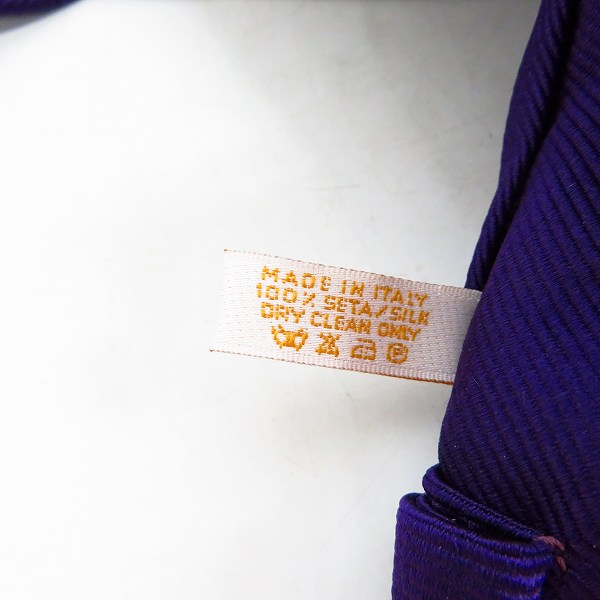 MADE IN ITALY
100% SETA/SILK
DRY CLEAN ONLY
P